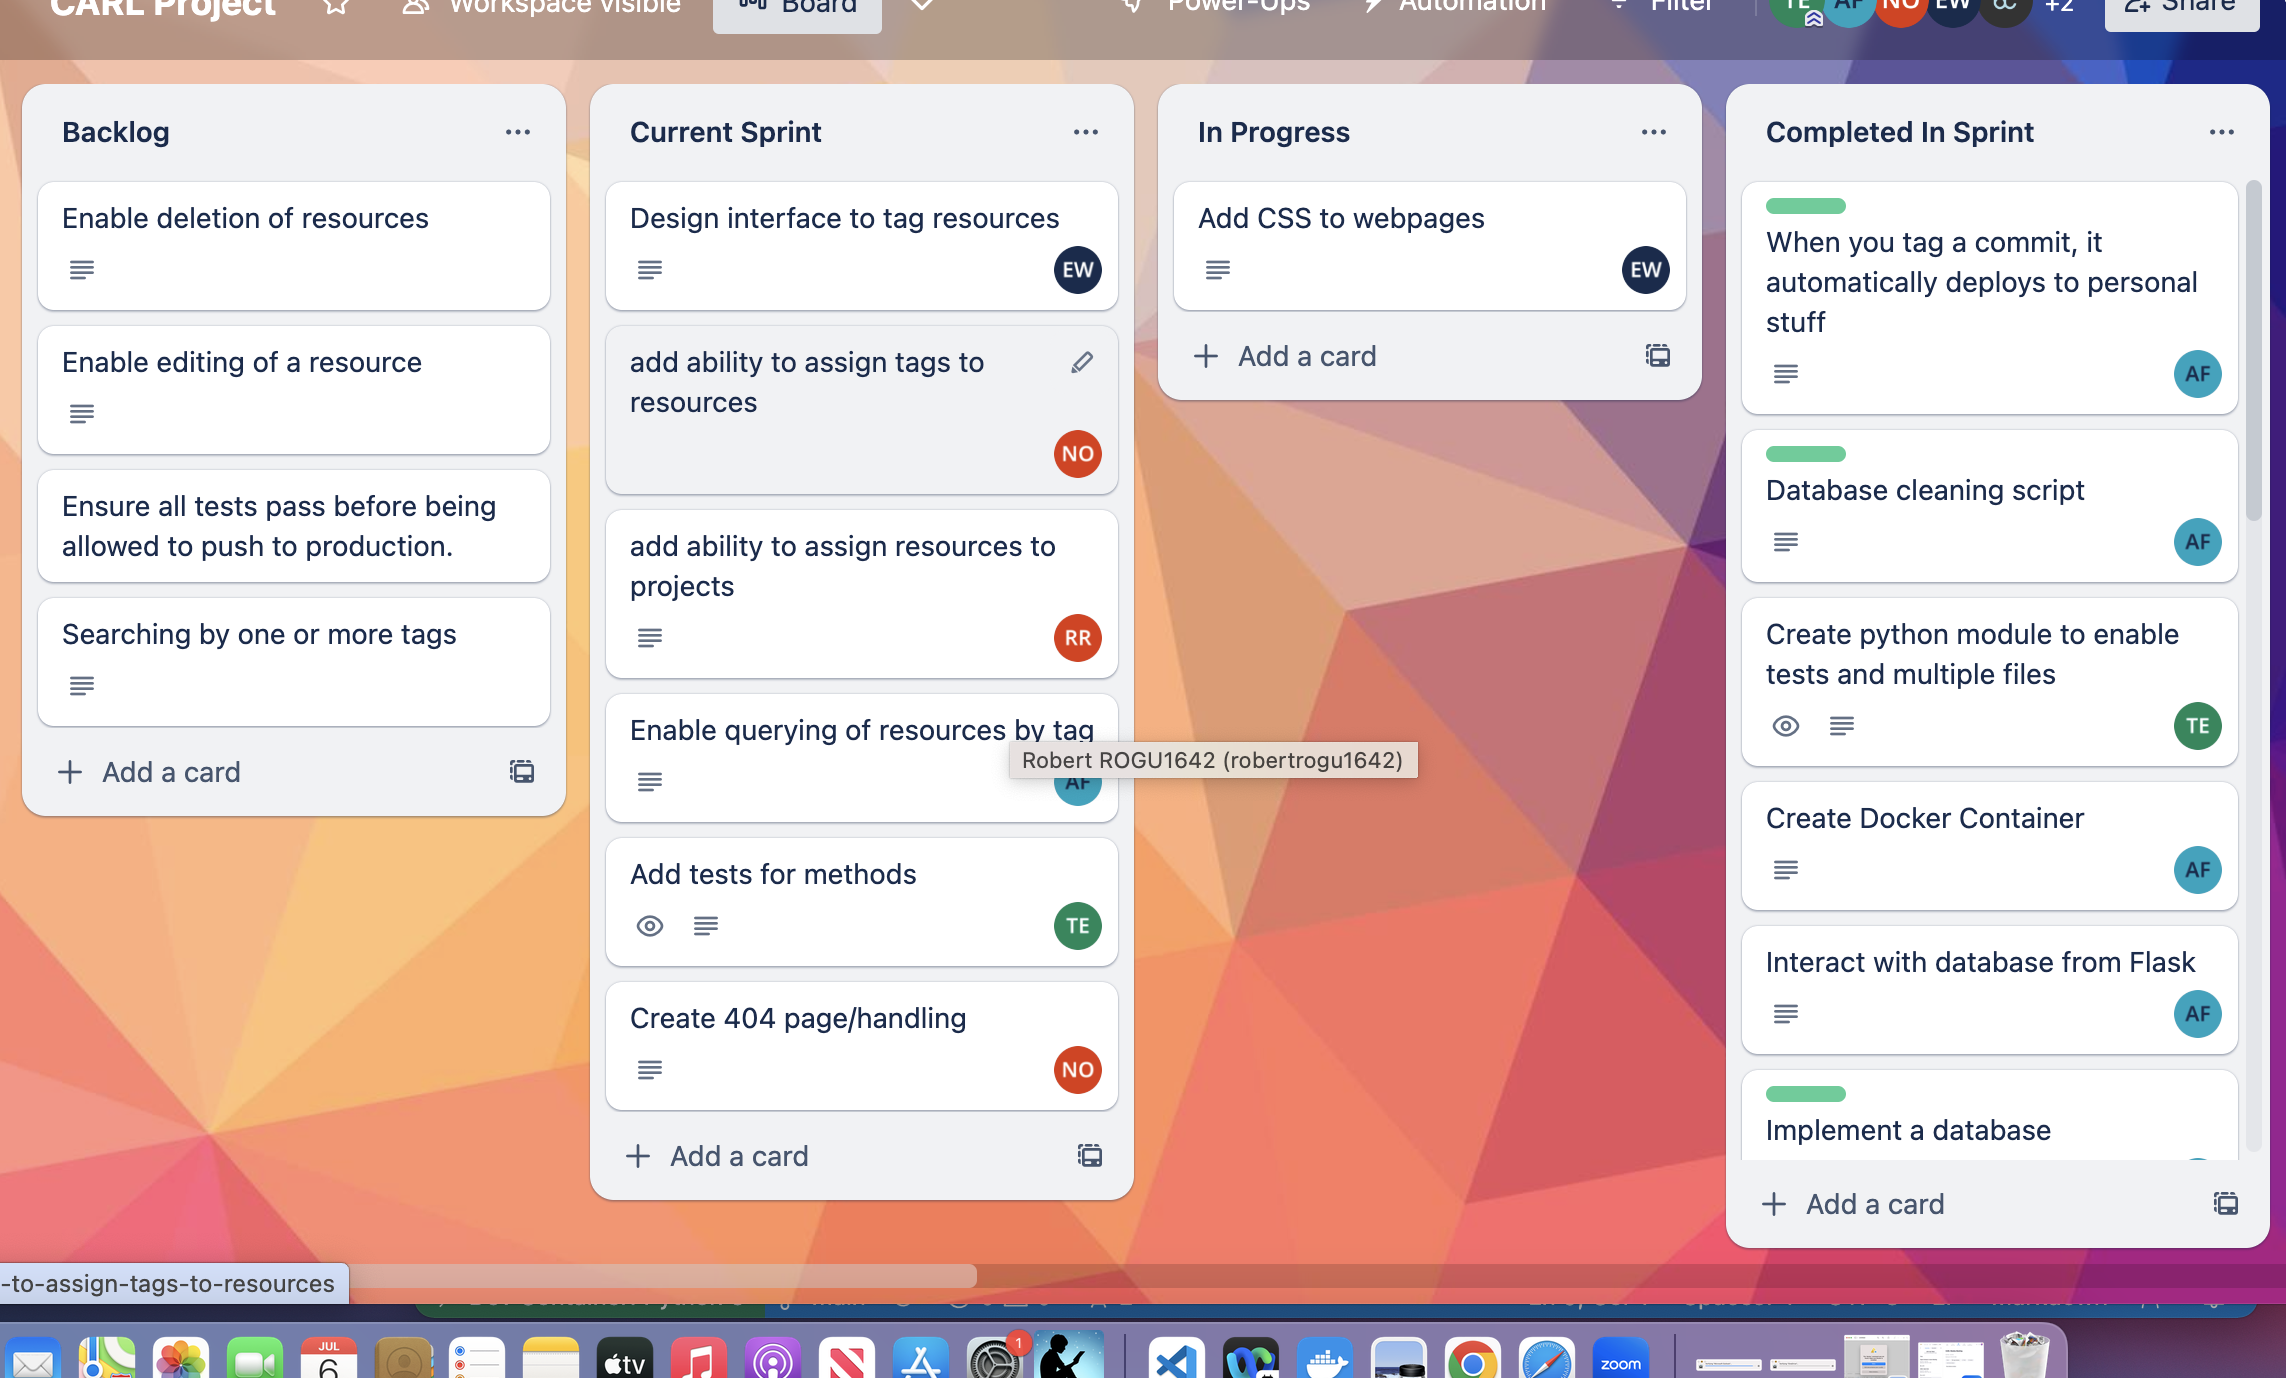 CARL Project
Workspace visible
Board
Power-Ups
Automation
Filter
TE
AF
NO
EW
+2
Share
Backlog
Enable deletion of resources
Enable editing of a resource
Ensure all tests pass before being
allowed to push to production.
Searching by one or more tags
Add a card
Current Sprint
Design interface to tag resources
EW
add ability to assign tags to
resources
NO
add ability to assign resources to
projects
RR
Enable querying of resources by tag
Robert ROGU1642 (robertrogu1642)
AF
Add tests for methods
TE
Create 404 page/handling
NO
Add a card
In Progress
Add CSS to webpages
EW
Add a card
Completed In Sprint
When you tag a commit, it
automatically deploys to personal
stuff
AF
Database cleaning script
AF
Create python module to enable
tests and multiple files
TE
Create Docker Container
AF
Interact with database from Flask
AF
Implement a database
Add a card
-to-assign-tags-to-resources
JUL
6
tv
1
zoom